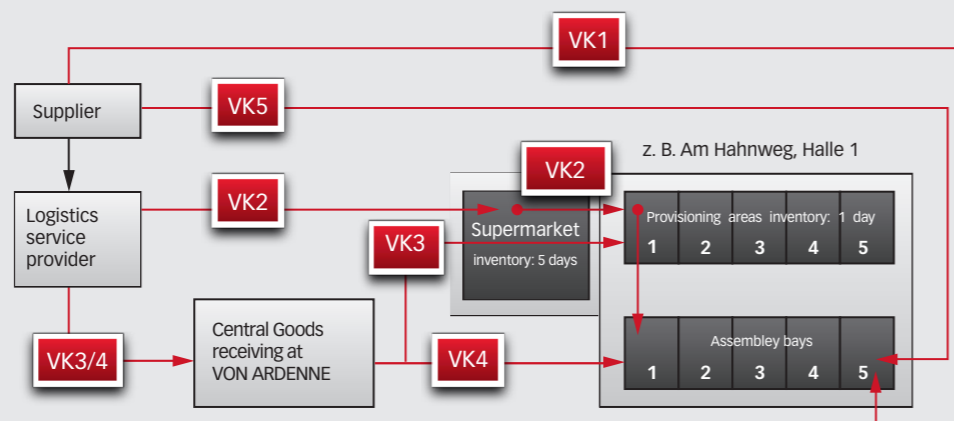 VK1
Supplier
VK5
z. B. Am Hahnweg, Halle 1
VK2
Logistics
service
provider
VK2
Supermarket
inventory: 5 days
Provisioning areas inventory: 1 day
1 2 3 4 5
VK3
VK3/4
Central Goods
receiving at
VON ARDENNE
VK4
Assembley bays
1 2 3 4 5